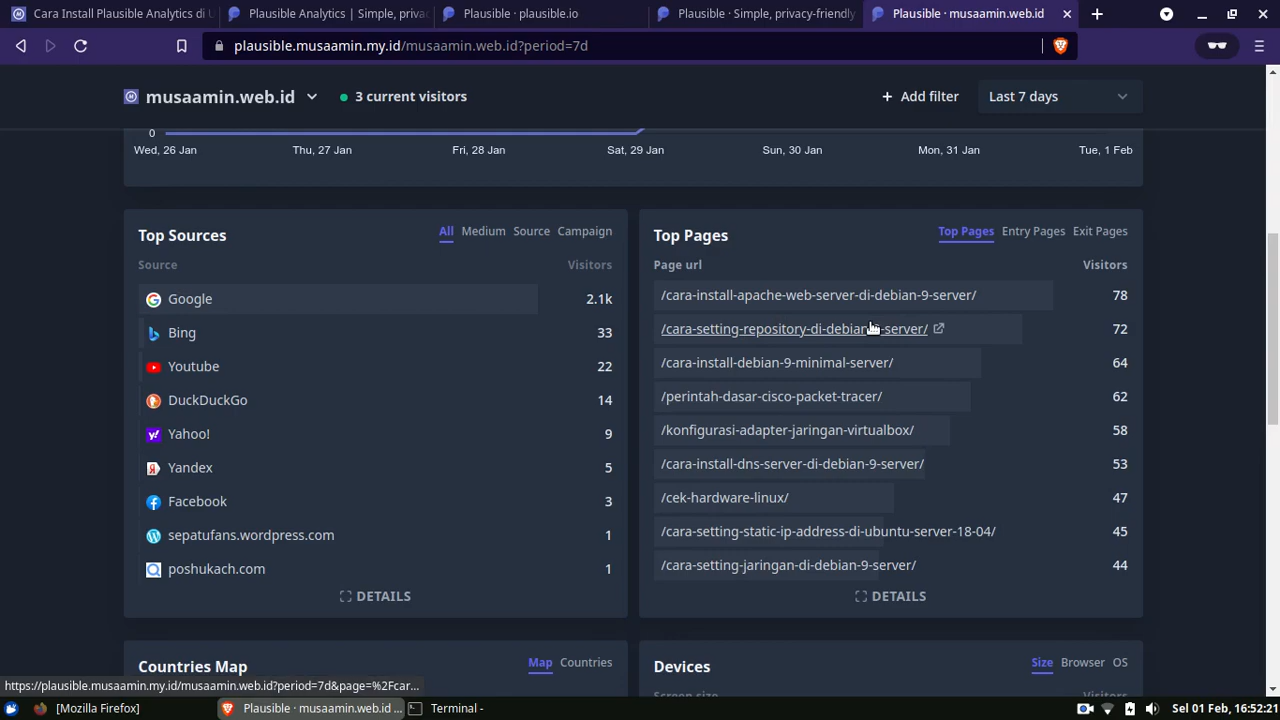 Cara Install Plausible Analytics di U
Plausible Analytics | Simple, priva
Plausible · plausible.io
Plausible · Simple, privacy-friendly
Plausible · musaamin.web.id
plausible.musaamin.my.id/musaamin.web.id?period=7d
musaamin.web.id
3 current visitors
+ Add filter
Last 7 days
0
Wed, 26 Jan
Thu, 27 Jan
Fri, 28 Jan
Sat, 29 Jan
Sun, 30 Jan
Mon, 31 Jan
Tue, 1 Feb
Top Sources
All Medium Source Campaign
Source Visitors
Google 2.1k
Bing 33
Youtube 22
DuckDuckGo 14
Yahoo! 9
Yandex 5
Facebook 3
sepatufans.wordpress.com 1
poshukach.com 1
DETAILS
Top Pages
Top Pages Entry Pages Exit Pages
Page url Visitors
/cara-install-apache-web-server-di-debian-9-server/ 78
/cara-setting-repository-di-debian -server/ 72
/cara-install-debian-9-minimal-server/ 64
/perintah-dasar-cisco-packet-tracer/ 62
/konfigurasi-adapter-jaringan-virtualbox/ 58
/cara-install-dns-server-di-debian-9-server/ 53
/cek-hardware-linux/ 47
/cara-setting-static-ip-address-di-ubuntu-server-18-04/ 45
/cara-setting-jaringan-di-debian-9-server/ 44
DETAILS
Countries Map
Map Countries
Devices
Size Browser OS
Screen size Visitors
https://plausible.musaamin.my.id/musaamin.web.id?period=7d&page=%2Fcar...
[Mozilla Firefox]
Plausible · musaamin.web.id ...
Terminal -
Sel 01 Feb, 16:52:21